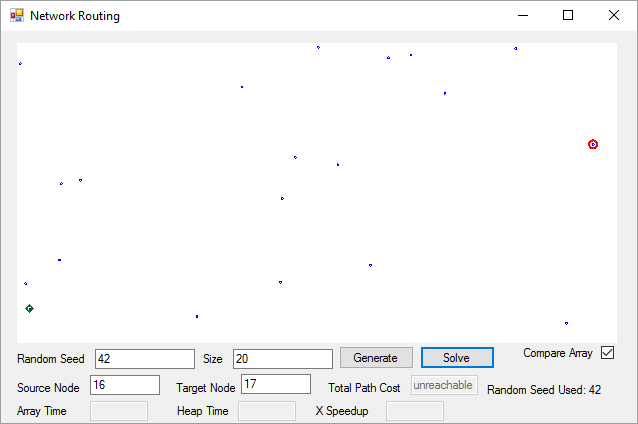 Network Routing
Random Seed 42 Size 20 Generate Solve Compare Array
Source Node 16 Target Node 17 Total Path Cost unreachable Random Seed Used: 42
Array Time Heap Time X Speedup